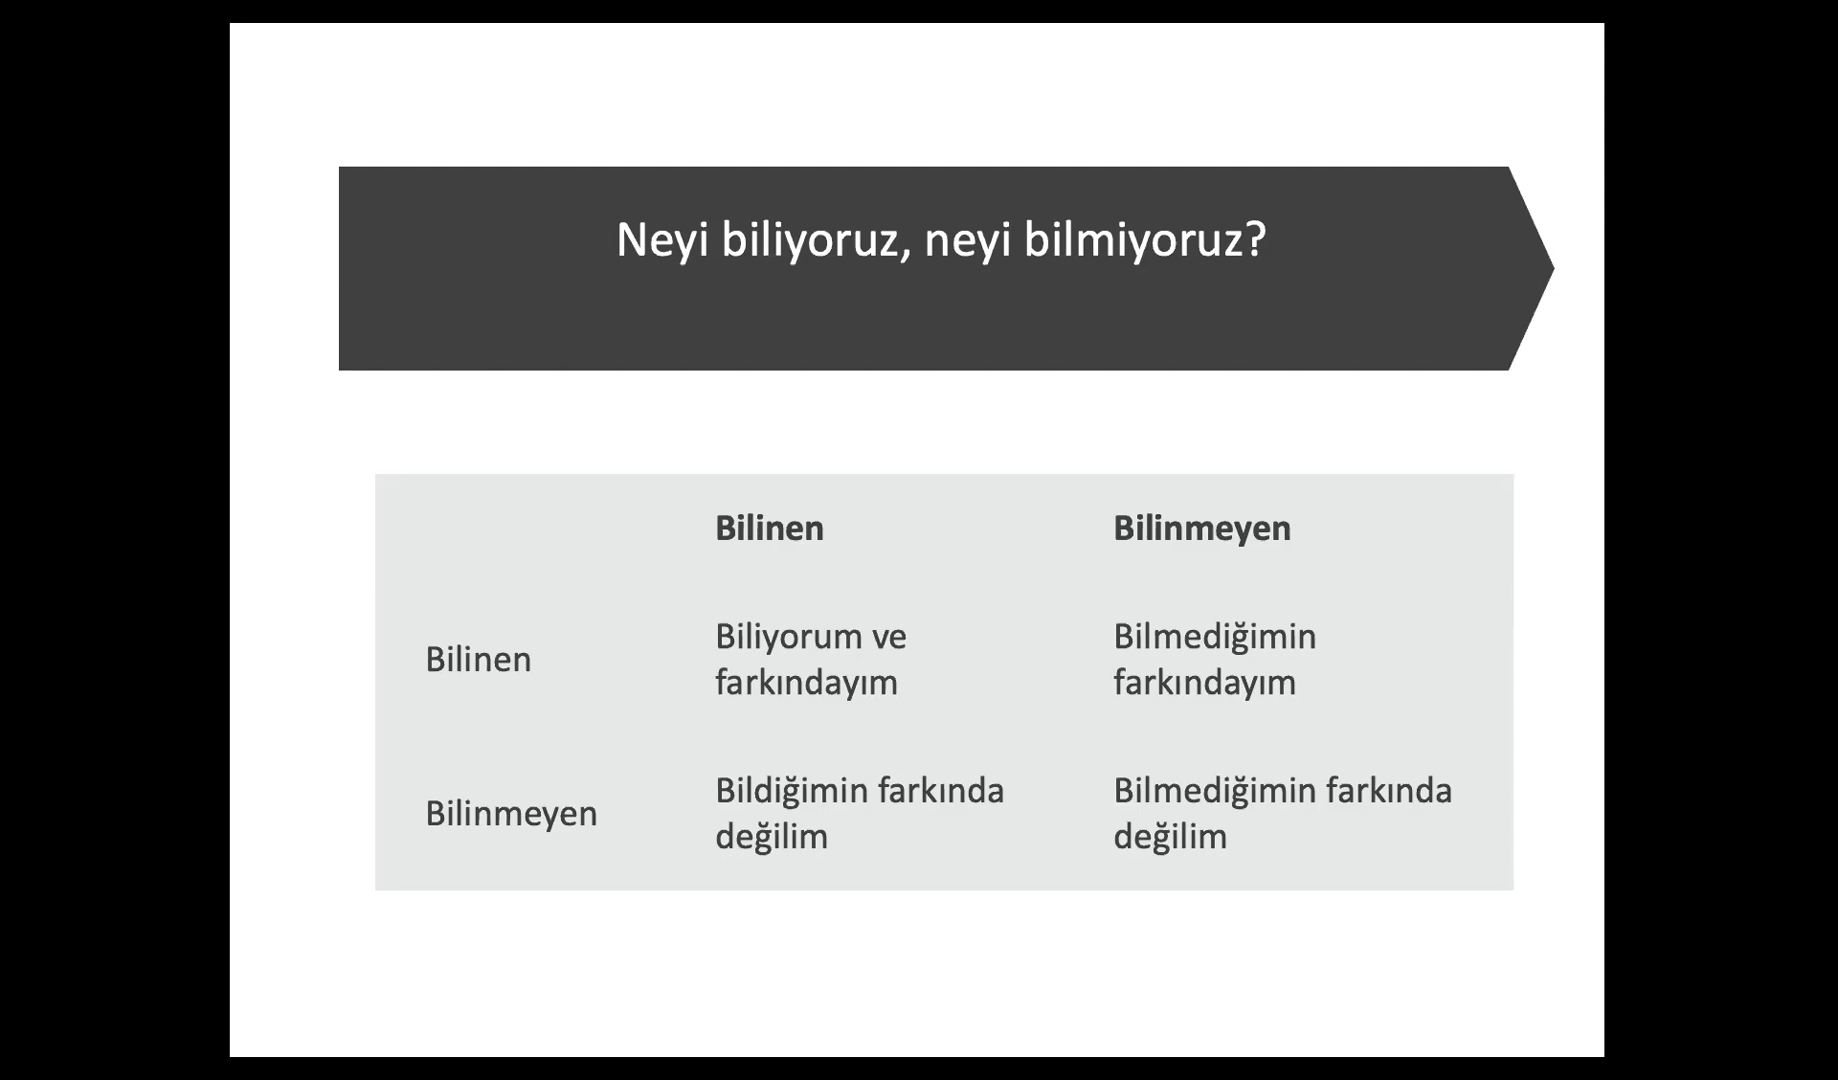 Neyi biliyoruz, neyi bilmiyoruz?
Bilinen Bilinmeyen
Bilinen
Biliyorum ve
farkındayım
Bilmediğimin
farkındayım
Bilinmeyen
Bildiğimin farkında
değilim
Bilmediğimin farkında
değilim